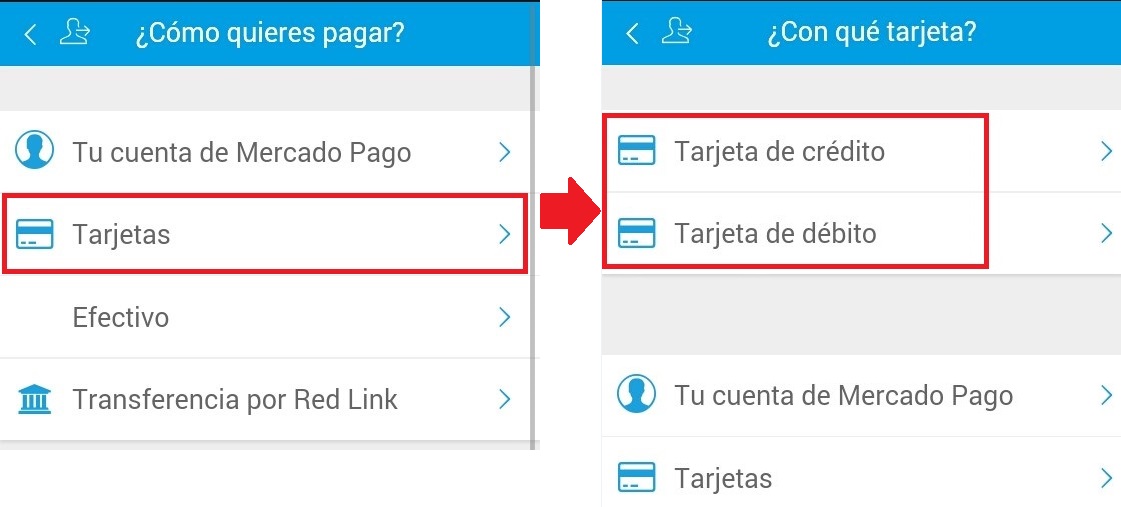 ¿Cómo quieres pagar?
Tu cuenta de Mercado Pago
Tarjetas
Efectivo
Transferencia por Red Link
¿Con qué tarjeta?
Tarjeta de crédito
Tarjeta de débito
Tu cuenta de Mercado Pago
Tarjetas